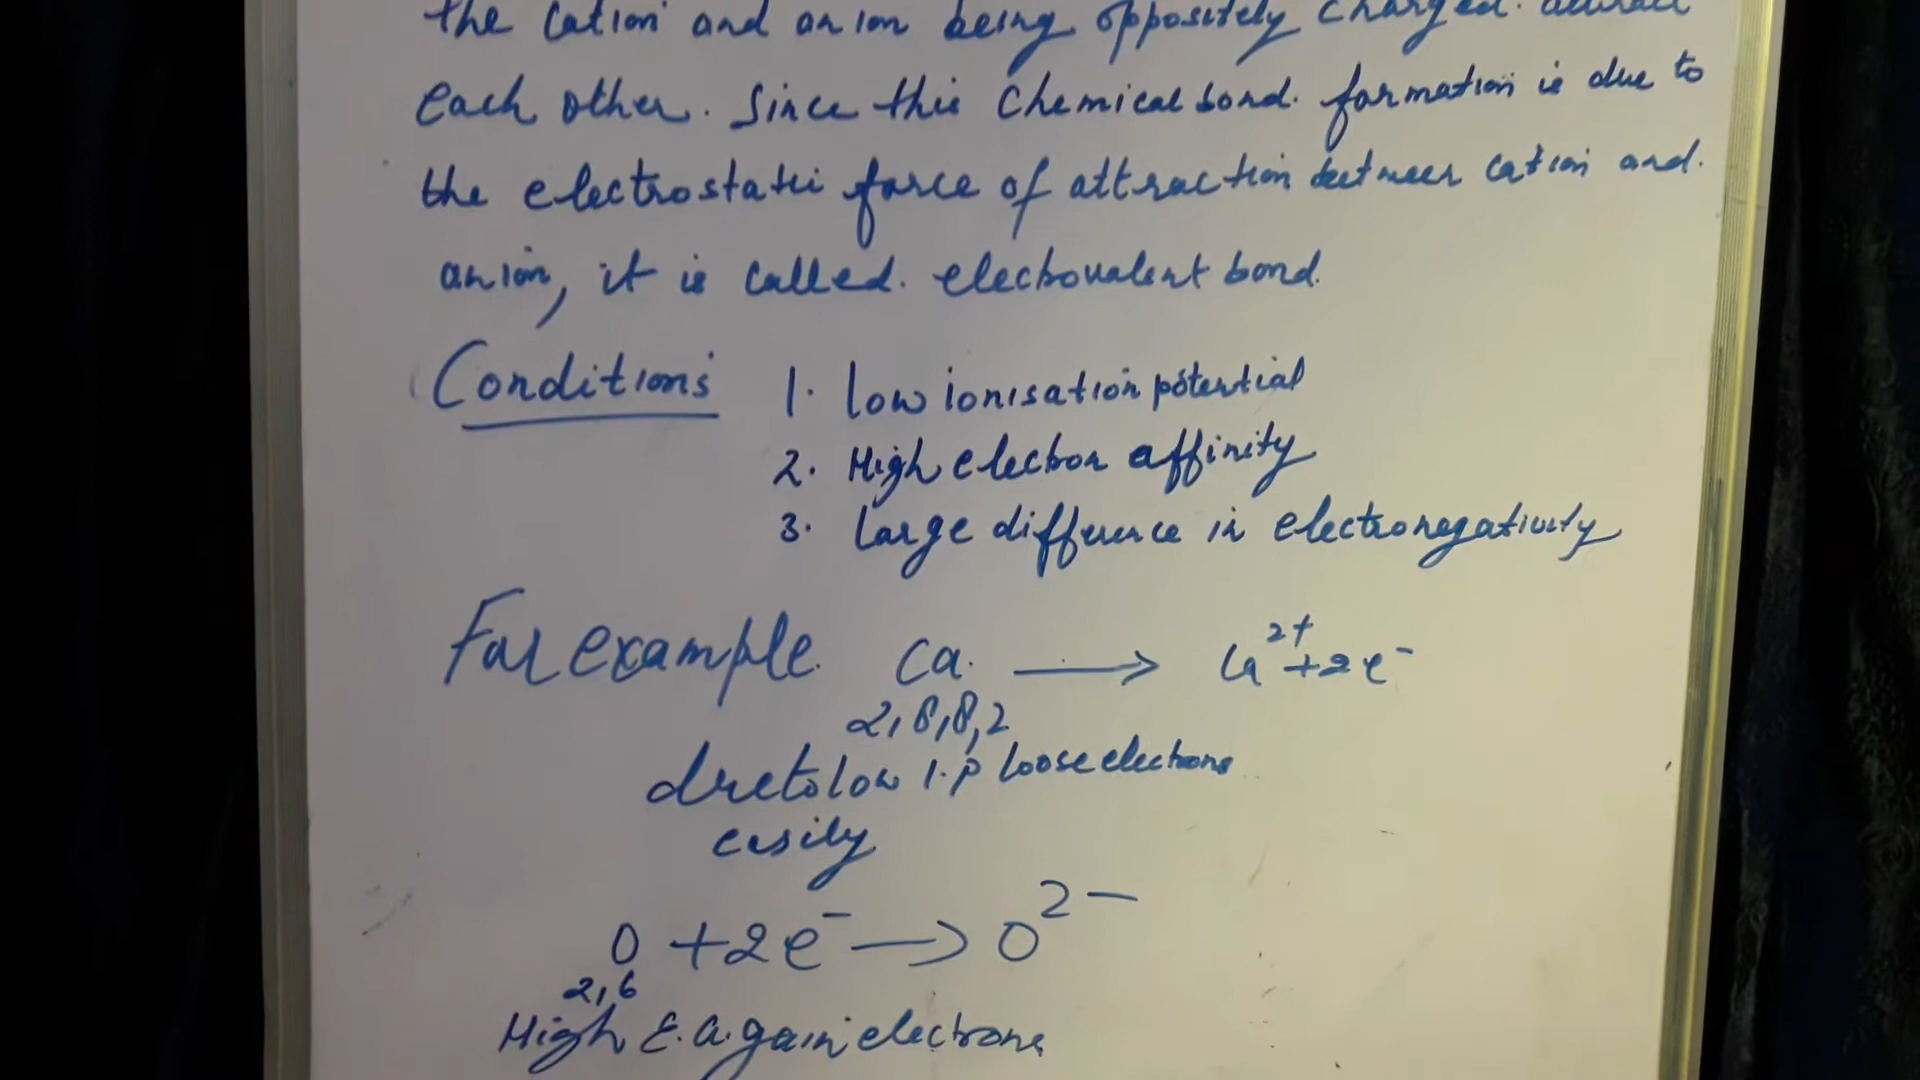 the cation and anion being oppositely charged. attract
each other. Since this chemical bond. formation is due to
the electrostatic force of attraction between cation and.
anion, it is called. electrovalent bond.
Conditions 1. low ionisation potential
2. High electron affinity
3. Large difference in electronegativity
For example. Ca. ⟶ Ca²⁺+2e⁻
2,8,8,2
due to low I.P loose electrons
easily
O +2e⁻ ⟶ O²⁻
2,6
High E.A. gain electrons